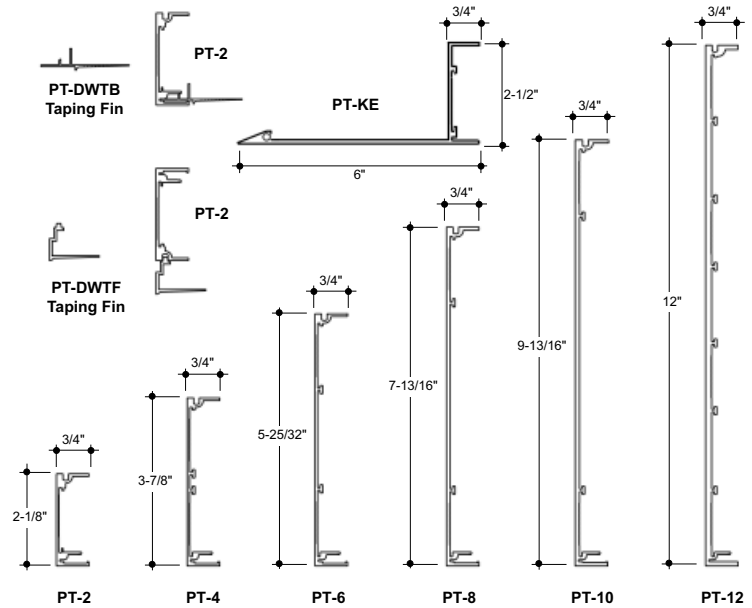 3/4"
3/4"
PT-2
PT-DWTB
Taping Fin
PT-KE
2-1/2"
3/4"
6"
PT-2
3/4"
PT-DWTF
Taping Fin
3/4"
12"
9-13/16"
3/4"
7-13/16"
5-25/32"
3/4"
3-7/8"
2-1/8"
PT-2
PT-4
PT-6
PT-8
PT-10
PT-12